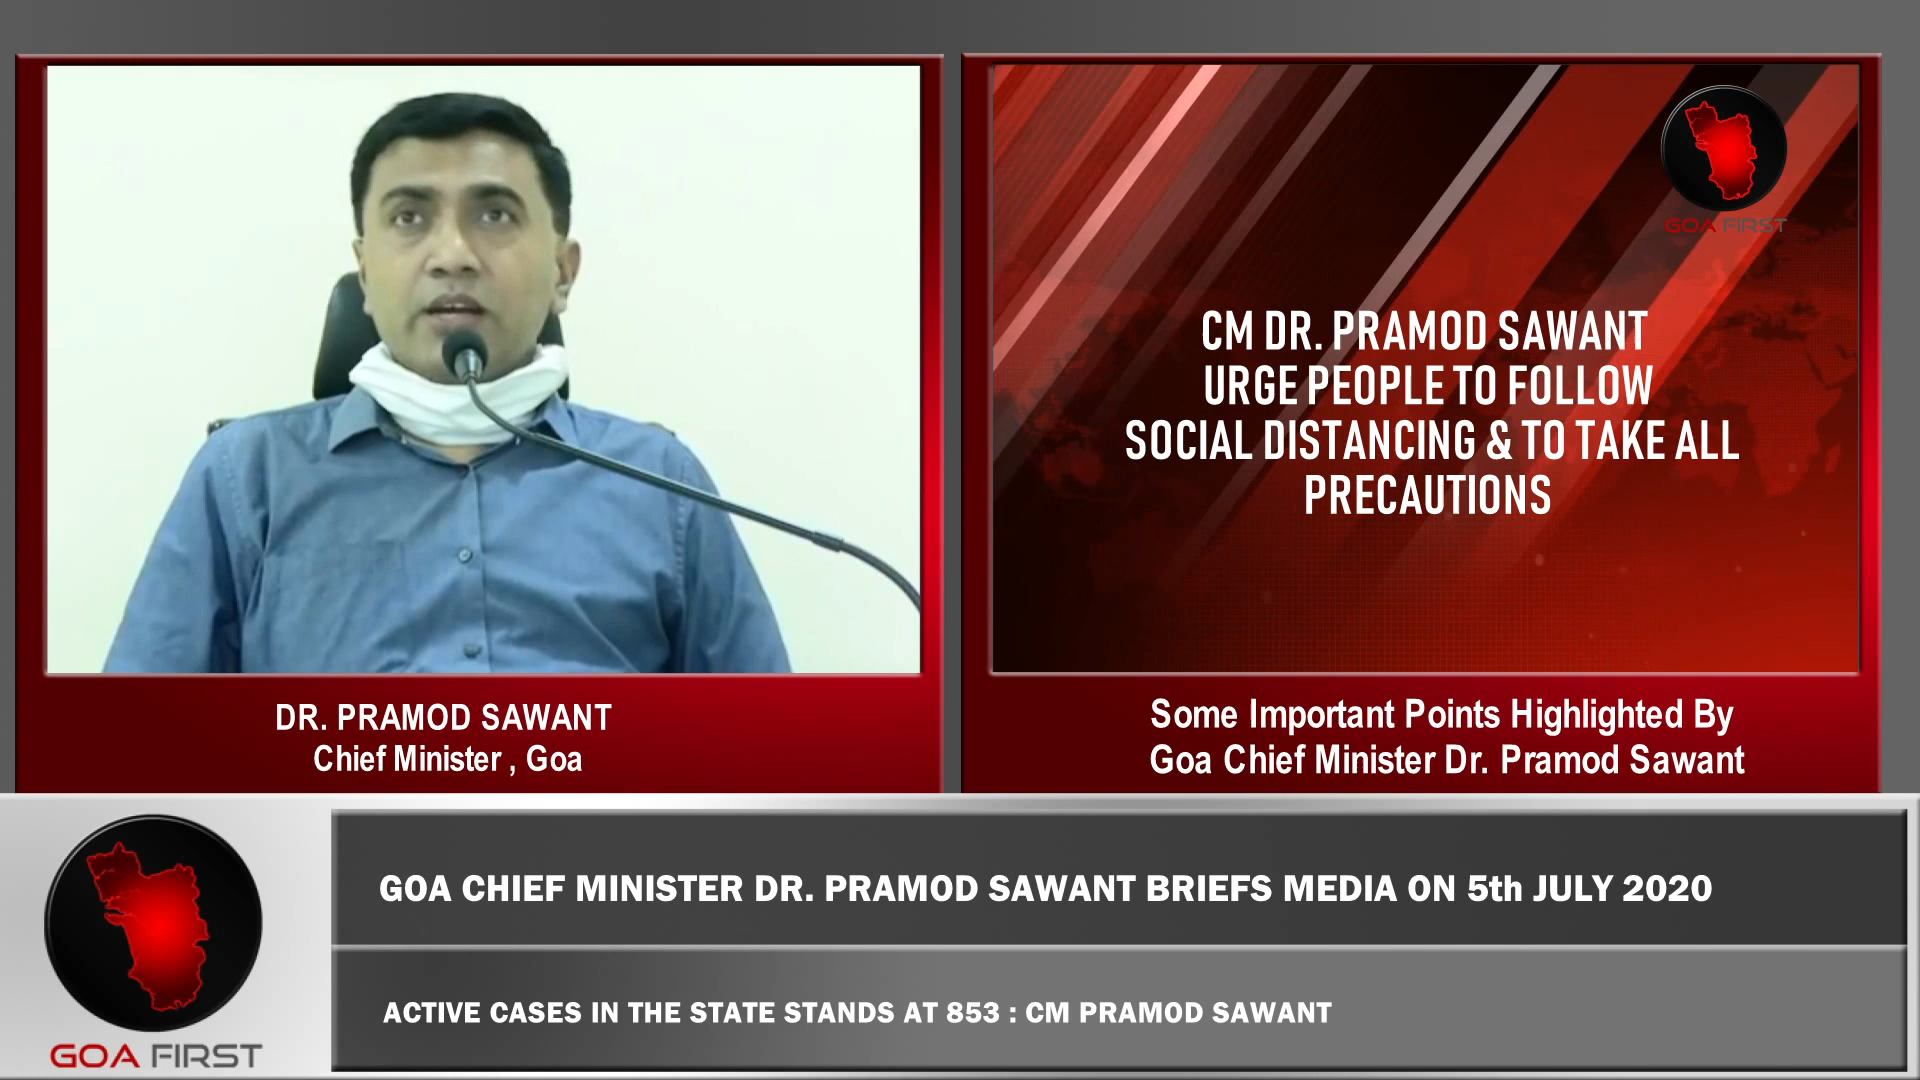 GOA FIRST
CM DR. PRAMOD SAWANT
URGE PEOPLE TO FOLLOW
SOCIAL DISTANCING & TO TAKE ALL
PRECAUTIONS
DR. PRAMOD SAWANT
Chief Minister , Goa
Some Important Points Highlighted By
Goa Chief Minister Dr. Pramod Sawant
GOA CHIEF MINISTER DR. PRAMOD SAWANT BRIEFS MEDIA ON 5th JULY 2020
ACTIVE CASES IN THE STATE STANDS AT 853 : CM PRAMOD SAWANT
GOA FIRST